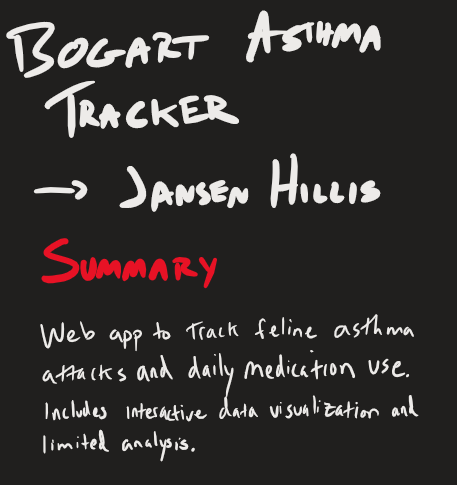 BOGART ASTHMA
TRACKER
→ JANSEN HILLIS
SUMMARY
Web app to track feline asthma
attacks and daily medication use.
Includes interactive data visualization and
limited analysis.